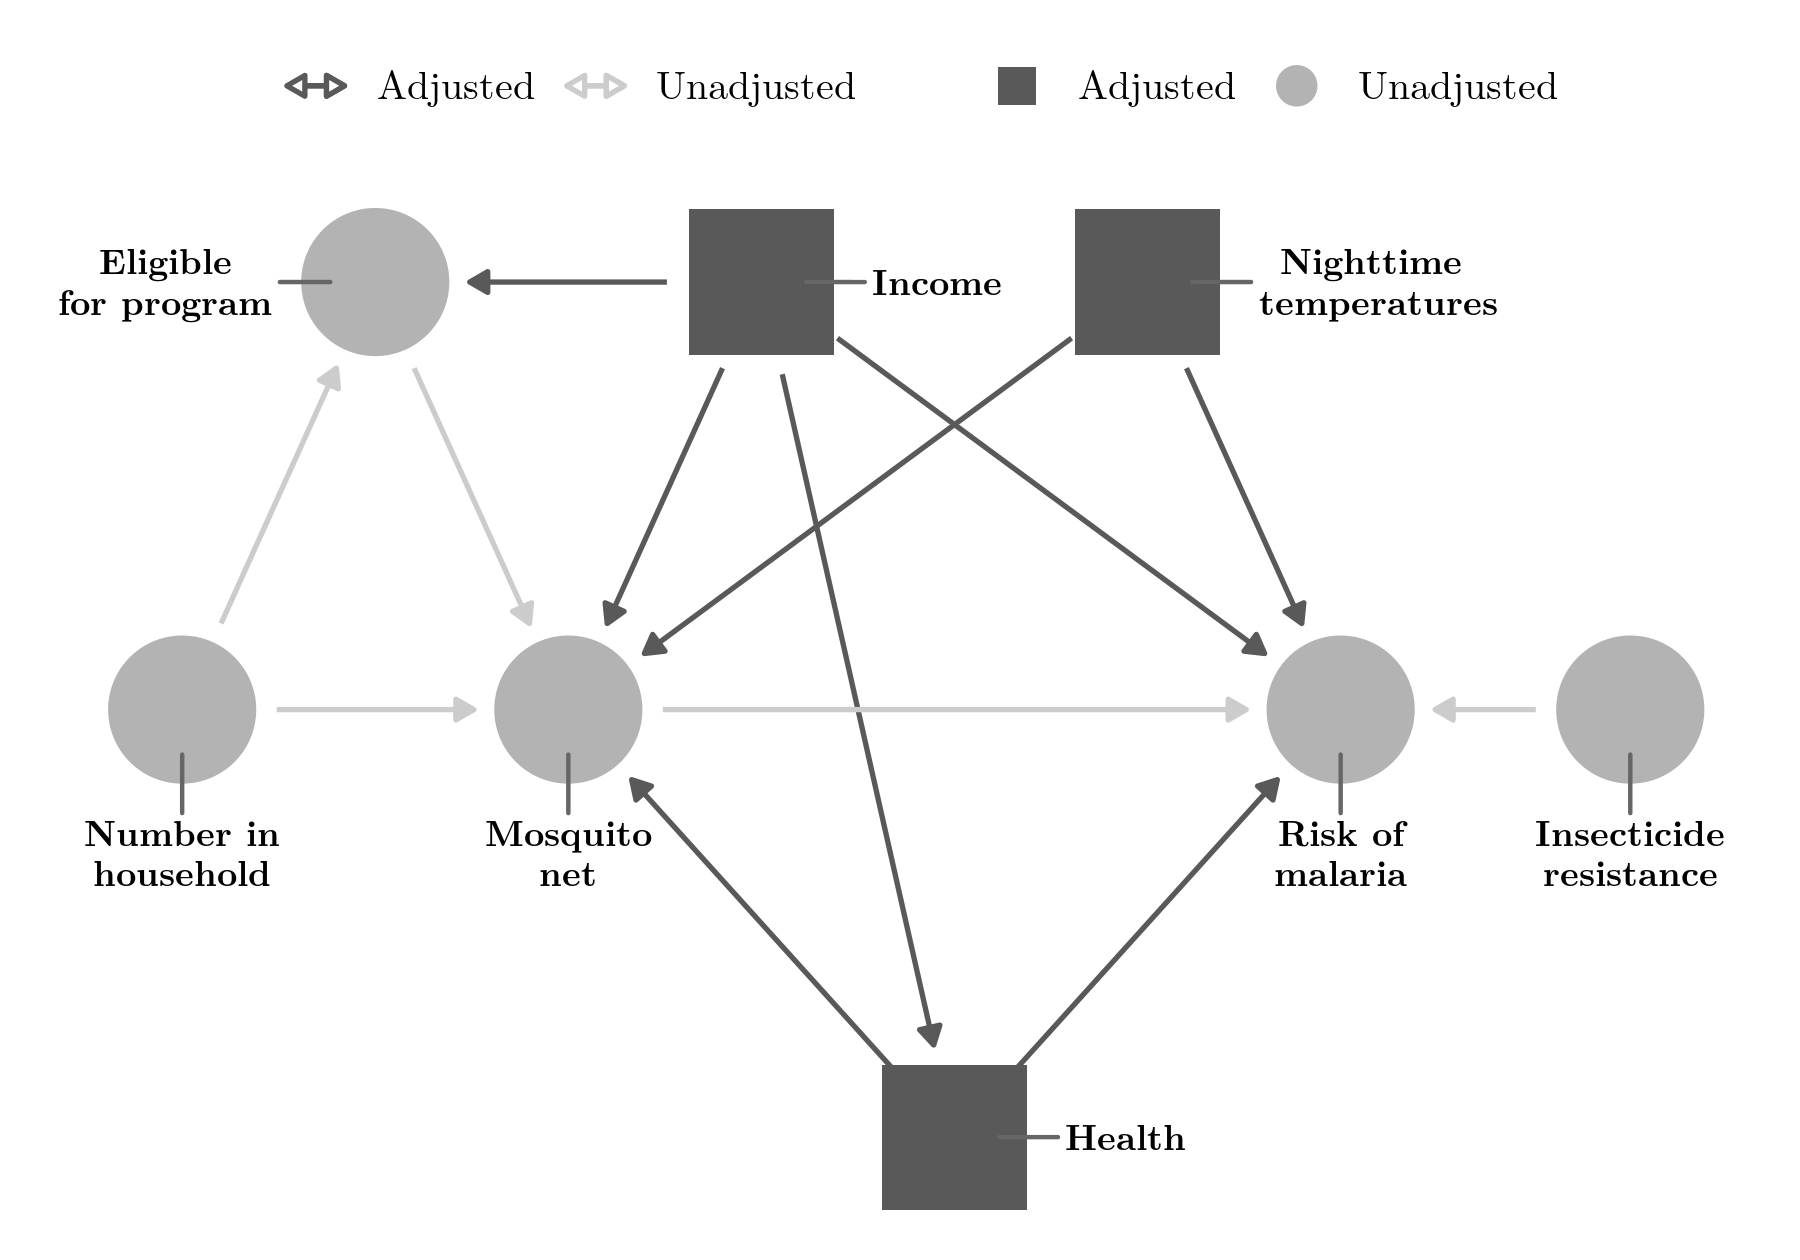 Adjusted Unadjusted Adjusted Unadjusted
Eligible
for program
Income
Nighttime
temperatures
Number in
household
Mosquito
net
Risk of
malaria
Insecticide
resistance
Health